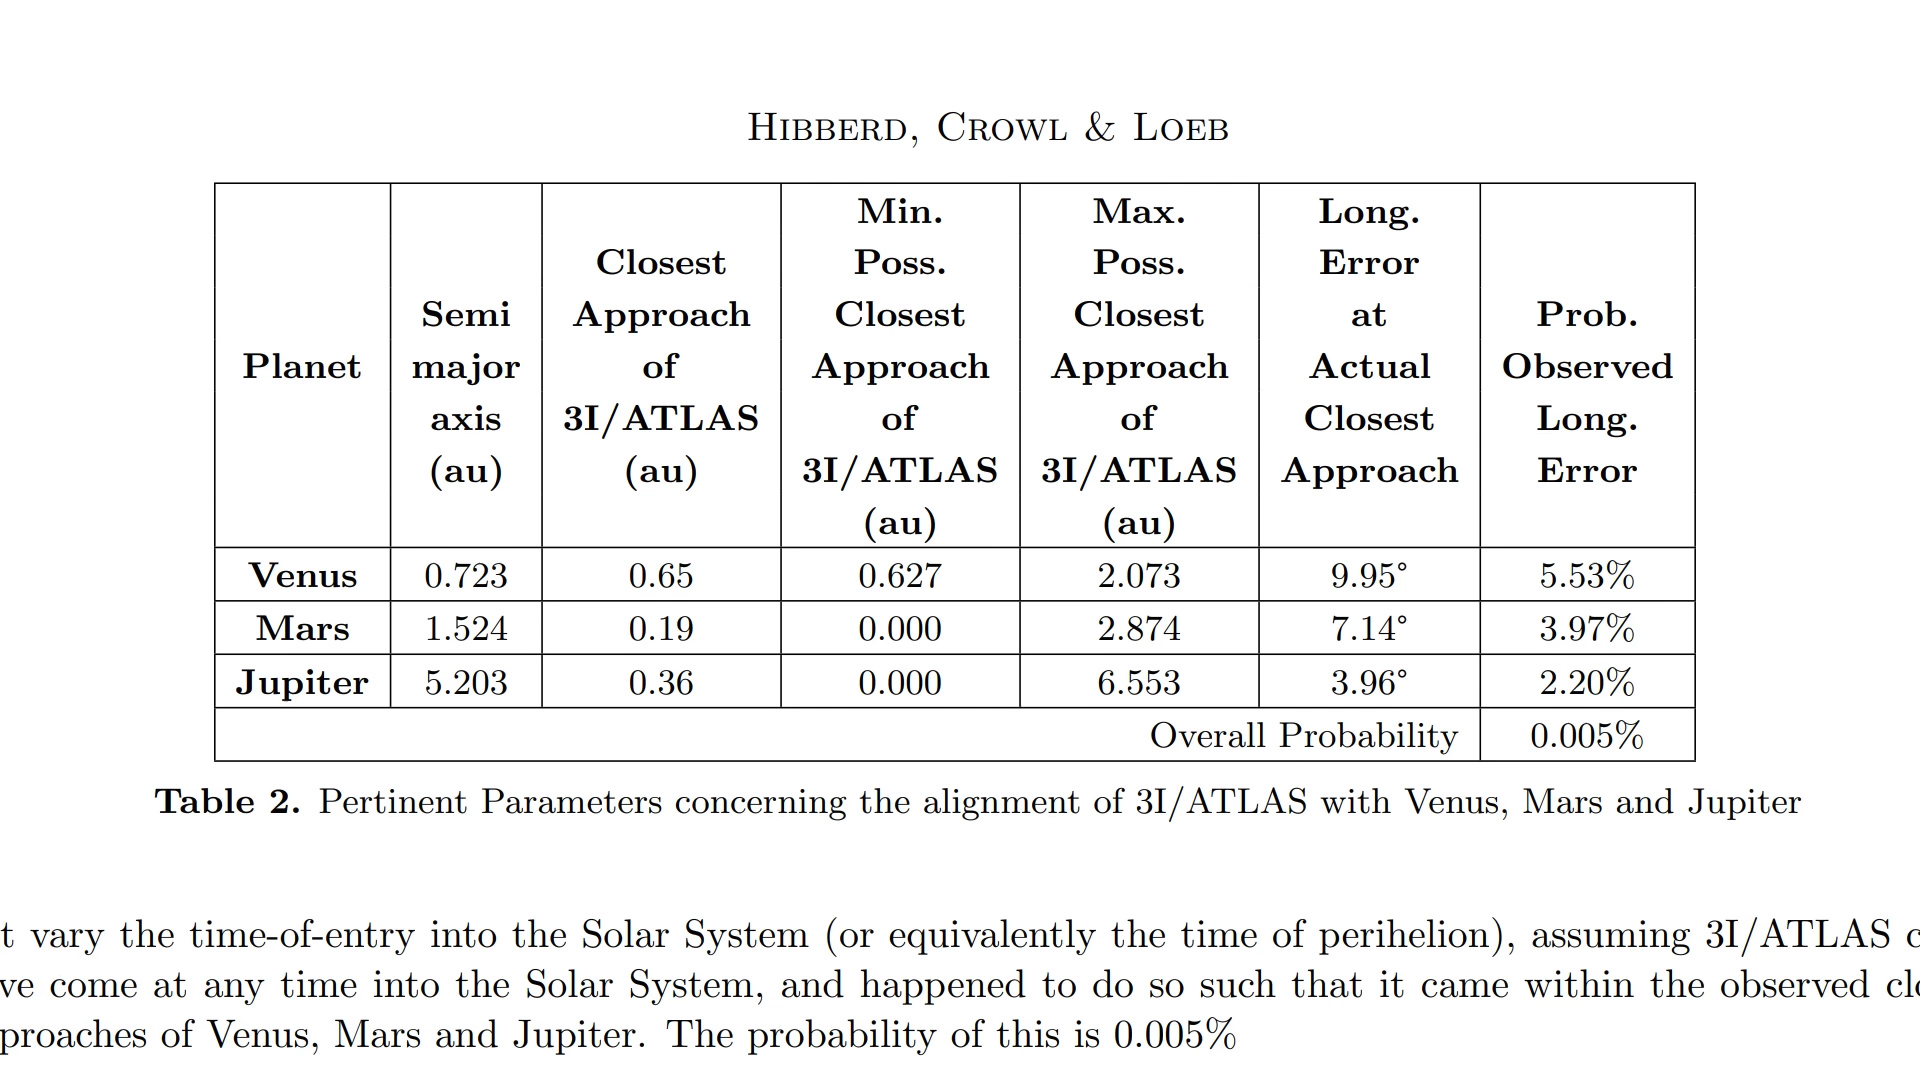 HIBBERD, CROWL & LOEB
Planet | Semi major axis (au) | Closest Approach of 3I/ATLAS (au) | Min. Poss. Closest Approach of 3I/ATLAS (au) | Max. Poss. Closest Approach of 3I/ATLAS (au) | Long. Error at Actual Closest Approach | Prob. Observed Long. Error
Venus | 0.723 | 0.65 | 0.627 | 2.073 | 9.95° | 5.53%
Mars | 1.524 | 0.19 | 0.000 | 2.874 | 7.14° | 3.97%
Jupiter | 5.203 | 0.36 | 0.000 | 6.553 | 3.96° | 2.20%
Overall Probability | 0.005%
Table 2. Pertinent Parameters concerning the alignment of 3I/ATLAS with Venus, Mars and Jupiter
t vary the time-of-entry into the Solar System (or equivalently the time of perihelion), assuming 3I/ATLAS c
ve come at any time into the Solar System, and happened to do so such that it came within the observed clo
proaches of Venus, Mars and Jupiter. The probability of this is 0.005%